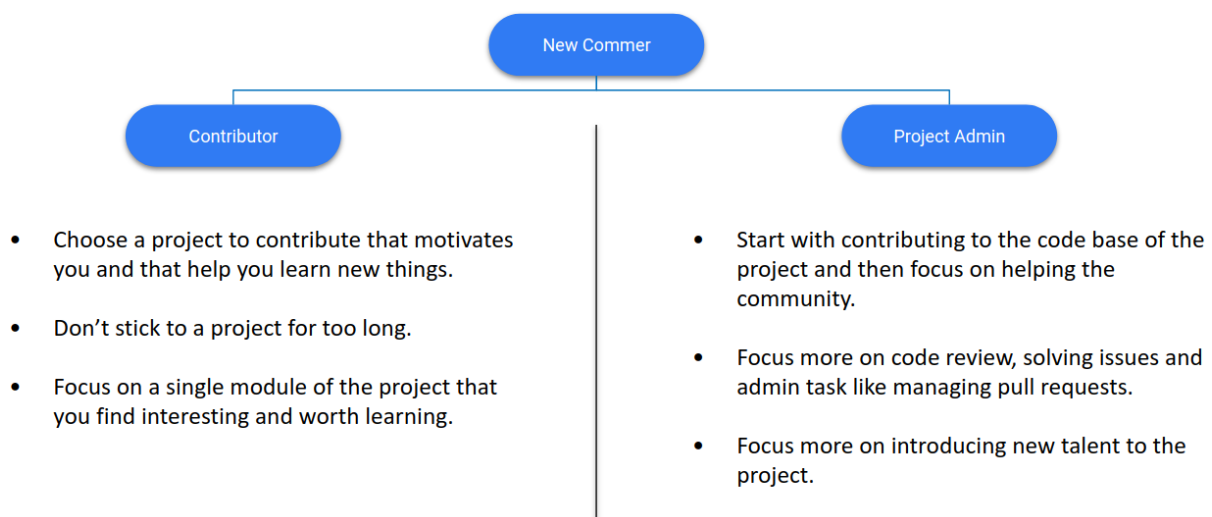 New Commer
Contributor
Project Admin
• Choose a project to contribute that motivates
you and that help you learn new things.
• Don’t stick to a project for too long.
• Focus on a single module of the project that
you find interesting and worth learning.
• Start with contributing to the code base of the
project and then focus on helping the
community.
• Focus more on code review, solving issues and
admin task like managing pull requests.
• Focus more on introducing new talent to the
project.